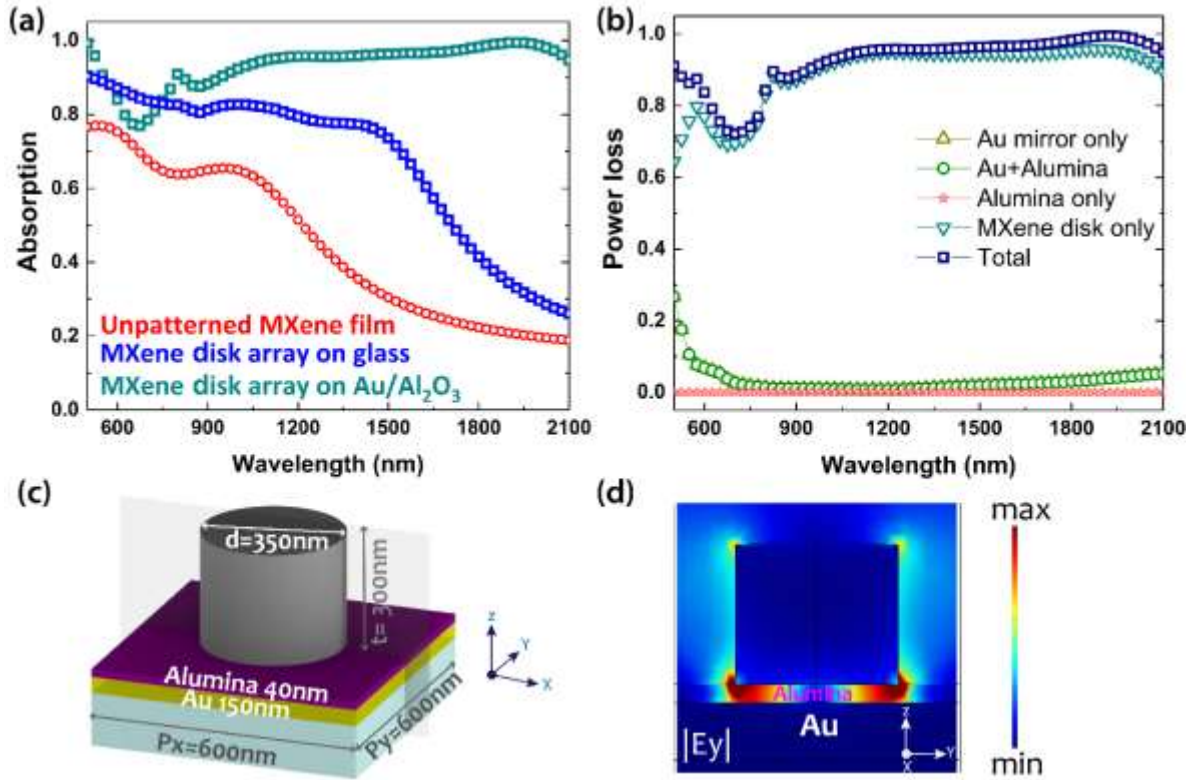 (a)
1.0
0.8
0.6
0.4
0.2
0.0
Absorption
Unpatterned MXene film
MXene disk array on glass
MXene disk array on Au/Al₂O₃
600 900 1200 1500 1800 2100
Wavelength (nm)
(b)
1.0
0.8
0.6
0.4
0.2
0.0
Power loss
Au mirror only
Au+Alumina
Alumina only
MXene disk only
Total
600 900 1200 1500 1800 2100
Wavelength (nm)
(c)
d=350nm
t=300nm
Alumina 40nm
Au 150nm
Px=600nm
Py=600nm
Z
Y
X
(d)
Alumina
Au
|Ey|
Z
X
Y
max
min